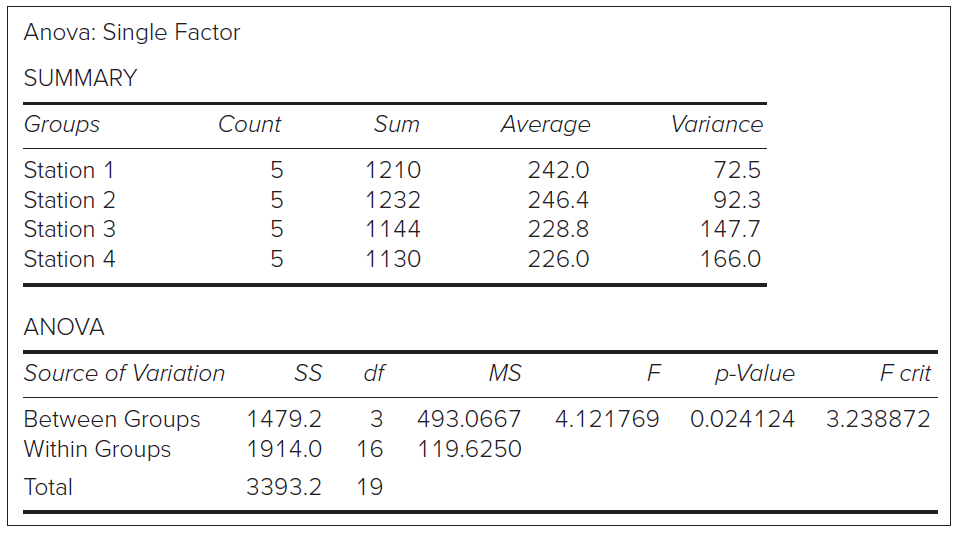 Anova: Single Factor
SUMMARY
Groups Count Sum Average Variance
Station 1 5 1210 242.0 72.5
Station 2 5 1232 246.4 92.3
Station 3 5 1144 228.8 147.7
Station 4 5 1130 226.0 166.0
ANOVA
Source of Variation SS df MS F p-Value F crit
Between Groups 1479.2 3 493.0667 4.121769 0.024124 3.238872
Within Groups 1914.0 16 119.6250
Total 3393.2 19